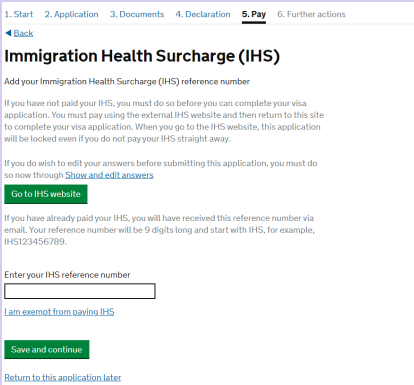 1. Start 2. Application 3. Documents 4. Declaration 5. Pay 6. Further actions
Back
Immigration Health Surcharge (IHS)
Add your Immigration Health Surcharge (IHS) reference number
If you have not paid your IHS, you must do so before you can complete your visa
application. You must pay using the external IHS website and then return to this site
to complete your visa application. When you go to the IHS website, this application
will be locked even if you do not pay your IHS straight away.
If you do wish to edit your answers before submitting this application, you must do
so now through Show and edit answers
Go to IHS website
If you have already paid your IHS, you will have received this reference number via
email. Your reference number will be 9 digits long and start with IHS, for example,
IHS123456789.
Enter your IHS reference number
I am exempt from paying IHS
Save and continue
Return to this application later